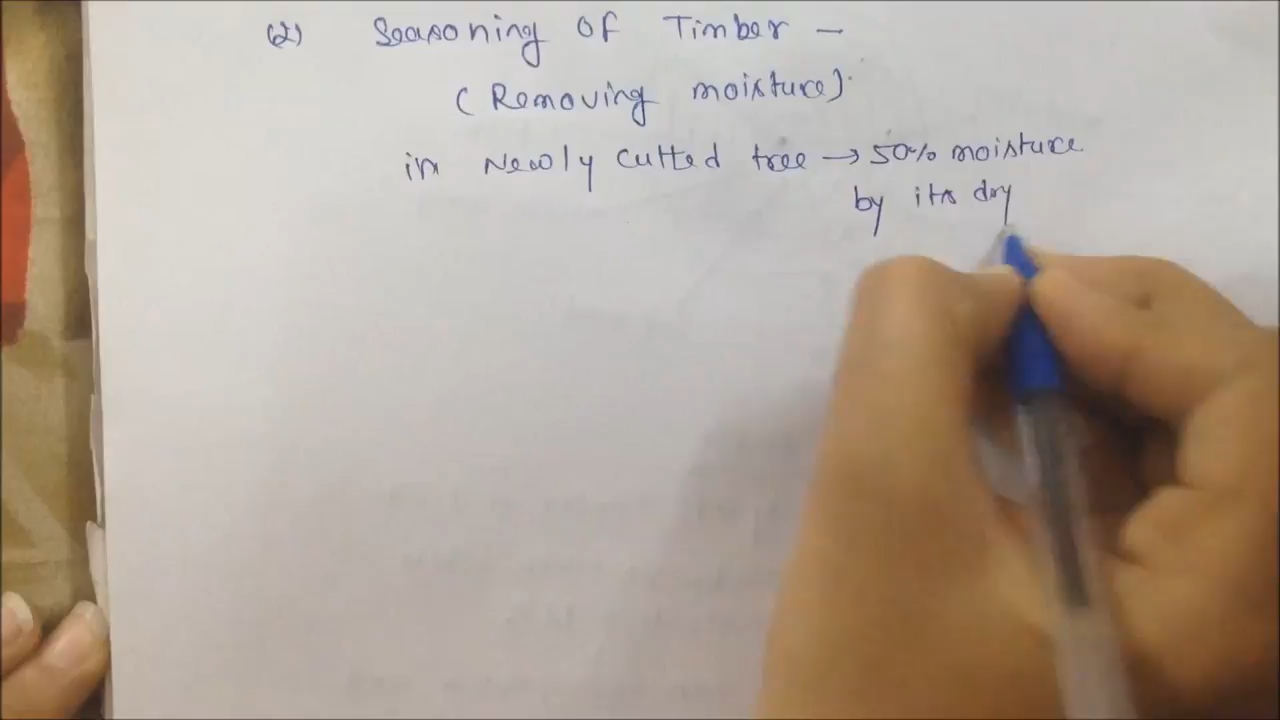 (2) Seasoning Of Timber -
(Removing moisture)
in Newly Cutted tree → 50% moisture
by its dry